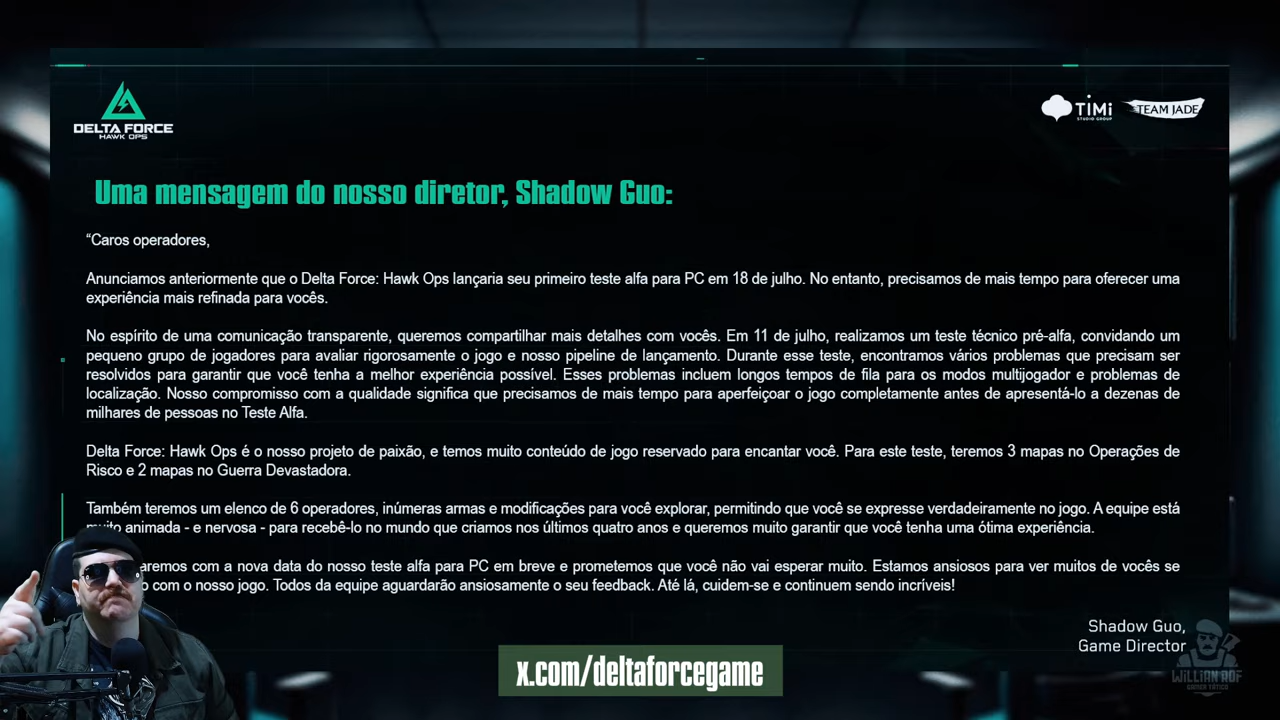 DELTA FORCE
HAWK OPS
TiMi
STUDIO GROUP
TEAM JADE
Uma mensagem do nosso diretor, Shadow Guo:
“Caros operadores,
Anunciamos anteriormente que o Delta Force: Hawk Ops lançaria seu primeiro teste alfa para PC em 18 de julho. No entanto, precisamos de mais tempo para oferecer uma
experiência mais refinada para vocês.
No espírito de uma comunicação transparente, queremos compartilhar mais detalhes com vocês. Em 11 de julho, realizamos um teste técnico pré-alfa, convidando um
pequeno grupo de jogadores para avaliar rigorosamente o jogo e nosso pipeline de lançamento. Durante esse teste, encontramos vários problemas que precisam ser
resolvidos para garantir que você tenha a melhor experiência possível. Esses problemas incluem longos tempos de fila para os modos multijogador e problemas de
localização. Nosso compromisso com a qualidade significa que precisamos de mais tempo para aperfeiçoar o jogo completamente antes de apresentá-lo a dezenas de
milhares de pessoas no Teste Alfa.
Delta Force: Hawk Ops é o nosso projeto de paixão, e temos muito conteúdo de jogo reservado para encantar você. Para este teste, teremos 3 mapas no Operações de
Risco e 2 mapas no Guerra Devastadora.
Também teremos um elenco de 6 operadores, inúmeras armas e modificações para você explorar, permitindo que você se expresse verdadeiramente no jogo. A equipe está
muito animada - e nervosa - para recebê-lo no mundo que criamos nos últimos quatro anos e queremos muito garantir que você tenha uma ótima experiência.
aremos com a nova data do nosso teste alfa para PC em breve e prometemos que você não vai esperar muito. Estamos ansiosos para ver muitos de vocês se
o com o nosso jogo. Todos da equipe aguardarão ansiosamente o seu feedback. Até lá, cuidem-se e continuem sendo incríveis!
Shadow Guo,
Game Director
x.com/deltaforcegame
WILLIAN AOF
GAMER TÁTICO